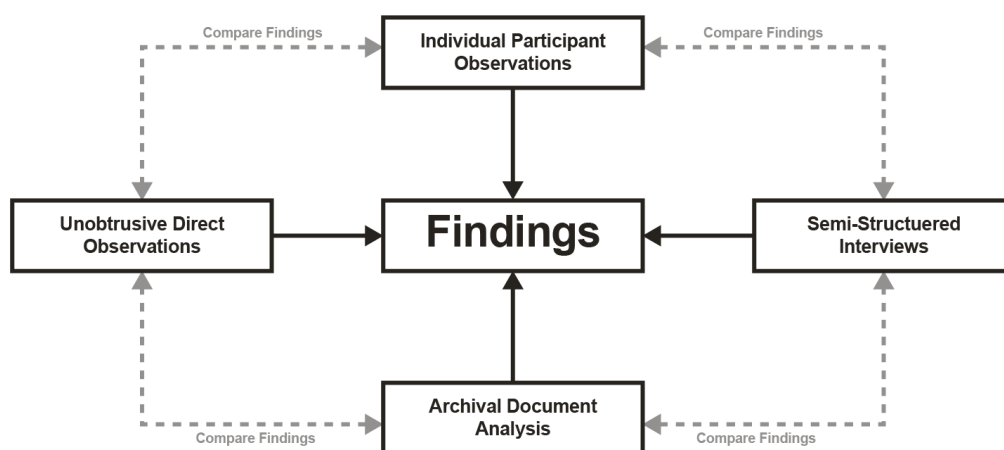 Compare Findings
Individual Participant
Observations
Compare Findings
Unobtrusive Direct
Observations
Findings
Semi-Structuered
Interviews
Archival Document
Analysis
Compare Findings
Compare Findings